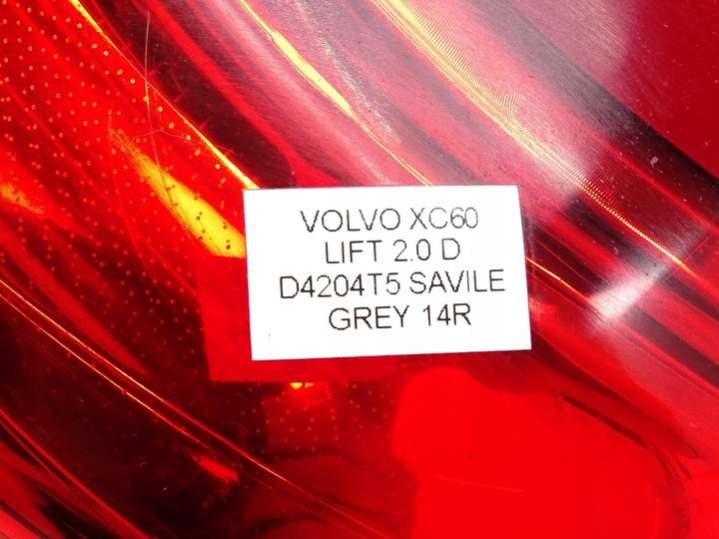 VOLVO XC60
LIFT 2.0 D
D4204T5 SAVILE
GREY 14R